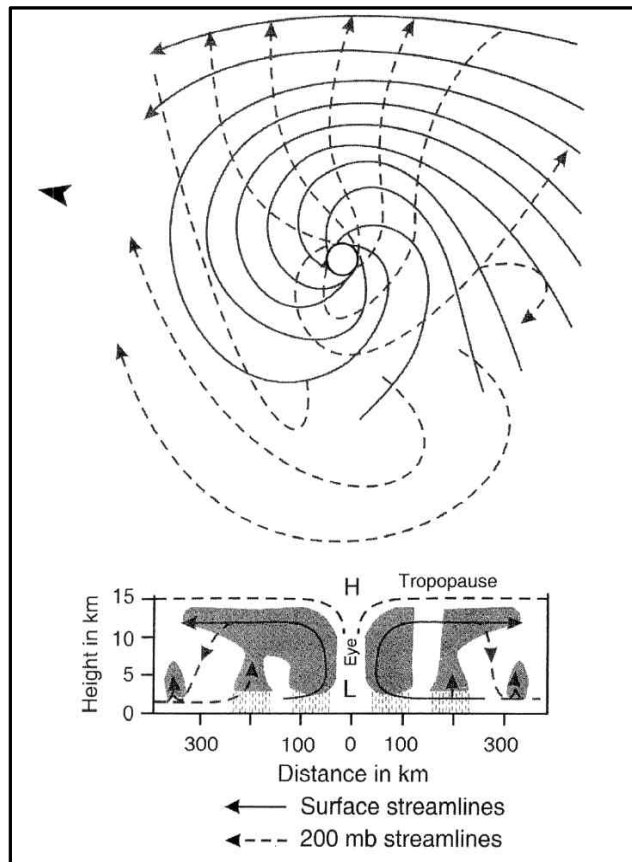 H
Tropopause
15
10
5
0
Height in km
Eye
L
300 100 0 100 300
Distance in km
Surface streamlines
200 mb streamlines